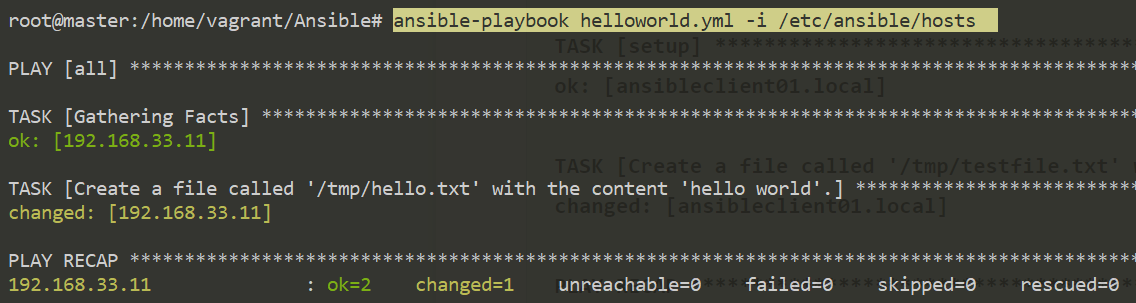 root@master:/home/vagrant/Ansible# ansible-playbook helloworld.yml -i /etc/ansible/hosts
TASK [setup] ************************************
PLAY [all] ********************************************************************************************
ok: [ansibleclient01.local]
TASK [Gathering Facts] ********************************************************************************
ok: [192.168.33.11]
TASK [Create a file called '/tmp/testfile.txt'
TASK [Create a file called '/tmp/hello.txt' with the content 'hello world'.] **************************
changed: [192.168.33.11]
changed: [ansibleclient01.local]
PLAY RECAP ********************************************************************************************
192.168.33.11 : ok=2 changed=1 unreachable=0 failed=0 skipped=0 rescued=0